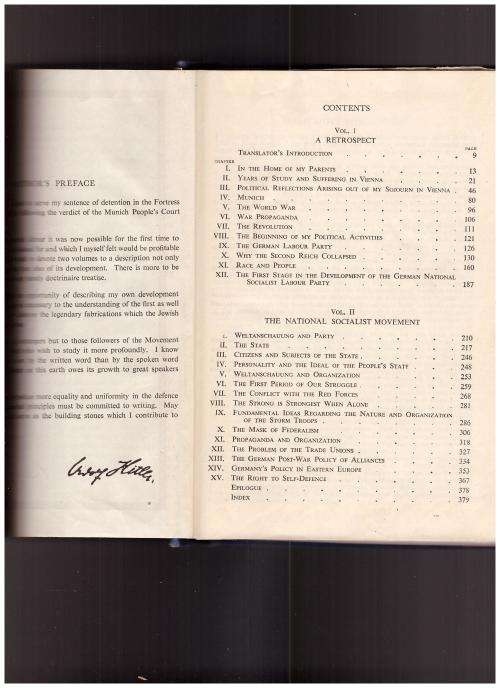 R'S PREFACE
my sentence of detention in the Fortress
the verdict of the Munich People's Court
it was now possible for the first time to
and which I myself felt would be profitable
two volumes to a description not only
of its development. There is more to be
doctrinaire treatise.
of describing my own development
to the understanding of the first as well
the legendary fabrications which the Jewish
but to those followers of the Movement
to study it more profoundly. I know
the written word than by the spoken word
this earth owes its growth to great speakers
equality and uniformity in the defence
must be committed to writing. May
the building stones which I contribute to
CONTENTS
VOL. I
A RETROSPECT
PAGE
TRANSLATOR'S INTRODUCTION . . . . . 9
CHAPTER
I. IN THE HOME OF MY PARENTS . . . . . 13
II. YEARS OF STUDY AND SUFFERING IN VIENNA . . . . 21
III. POLITICAL REFLECTIONS ARISING OUT OF MY SOJOURN IN VIENNA . 46
IV. MUNICH . . . . . . . 80
V. THE WORLD WAR . . . . . . 96
VI. WAR PROPAGANDA . . . . . . 106
VII. THE REVOLUTION . . . . . . 111
VIII. THE BEGINNING OF MY POLITICAL ACTIVITIES . . . . 121
IX. THE GERMAN LABOUR PARTY . . . . . 126
X. WHY THE SECOND REICH COLLAPSED . . . . 130
XI. RACE AND PEOPLE . . . . . . 160
XII. THE FIRST STAGE IN THE DEVELOPMENT OF THE GERMAN NATIONAL
SOCIALIST LABOUR PARTY . . . . . 187
VOL. II
THE NATIONAL SOCIALIST MOVEMENT
I. WELTANSCHAUUNG AND PARTY . . . . . 210
II. THE STATE . . . . . . . 217
III. CITIZENS AND SUBJECTS OF THE STATE . . . . . 246
IV. PERSONALITY AND THE IDEAL OF THE PEOPLE'S STATE . . . 248
V. WELTANSCHAUUNG AND ORGANIZATION . . . . 253
VI. THE FIRST PERIOD OF OUR STRUGGLE . . . . 259
VII. THE CONFLICT WITH THE RED FORCES . . . . 268
VIII. THE STRONG IS STRONGEST WHEN ALONE . . . . 281
IX. FUNDAMENTAL IDEAS REGARDING THE NATURE AND ORGANIZATION
OF THE STORM TROOPS . . . . . . 286
X. THE MASK OF FEDERALISM . . . . . 306
XI. PROPAGANDA AND ORGANIZATION . . . . . 318
XII. THE PROBLEM OF THE TRADE UNIONS . . . . 327
XIII. THE GERMAN POST-WAR POLICY OF ALLIANCES . . . 334
XIV. GERMANY'S POLICY IN EASTERN EUROPE . . . . 353
XV. THE RIGHT TO SELF-DEFENCE . . . . . 367
EPILOGUE . . . . . . . 378
INDEX . . . . . . . 379